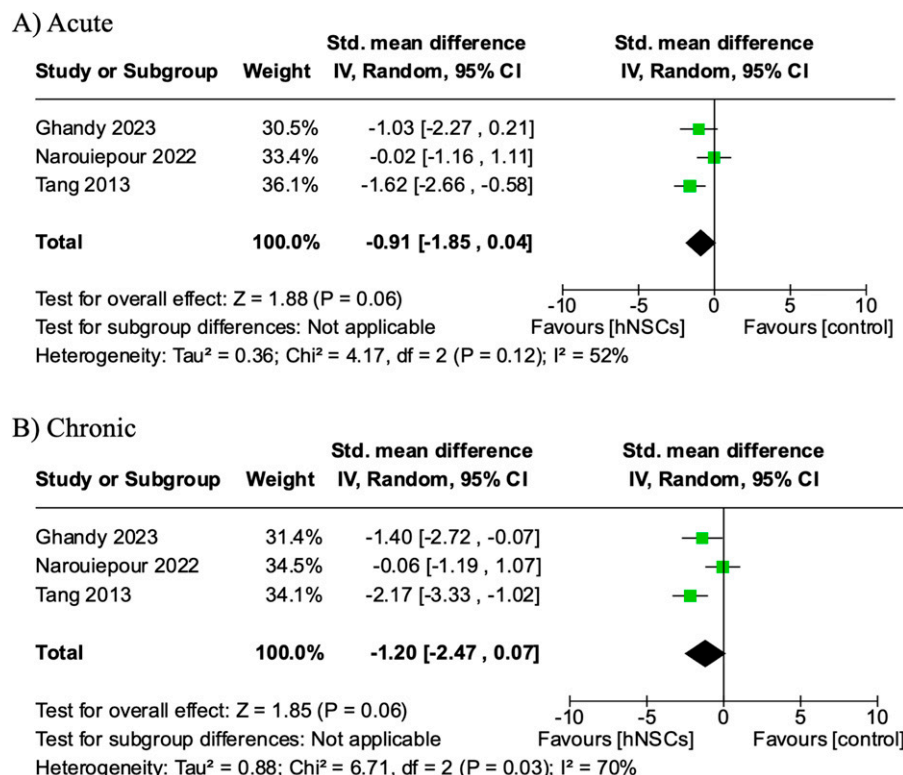 A) Acute
Std. mean difference Std. mean difference
Study or Subgroup Weight IV, Random, 95% CI IV, Random, 95% CI
Ghandy 2023 30.5% -1.03 [-2.27 , 0.21]
Narouiepour 2022 33.4% -0.02 [-1.16 , 1.11]
Tang 2013 36.1% -1.62 [-2.66 , -0.58]
Total 100.0% -0.91 [-1.85 , 0.04]
Test for overall effect: Z = 1.88 (P = 0.06) -10 -5 0 5 10
Test for subgroup differences: Not applicable Favours [hNSCs] Favours [control]
Heterogeneity: Tau² = 0.36; Chi² = 4.17, df = 2 (P = 0.12); I² = 52%
B) Chronic
Std. mean difference Std. mean difference
Study or Subgroup Weight IV, Random, 95% CI IV, Random, 95% CI
Ghandy 2023 31.4% -1.40 [-2.72 , -0.07]
Narouiepour 2022 34.5% -0.06 [-1.19 , 1.07]
Tang 2013 34.1% -2.17 [-3.33 , -1.02]
Total 100.0% -1.20 [-2.47 , 0.07]
Test for overall effect: Z = 1.85 (P = 0.06) -10 -5 0 5 10
Test for subgroup differences: Not applicable Favours [hNSCs] Favours [control]
Heterogeneity: Tau² = 0.88; Chi² = 6.71, df = 2 (P = 0.03); I² = 70%